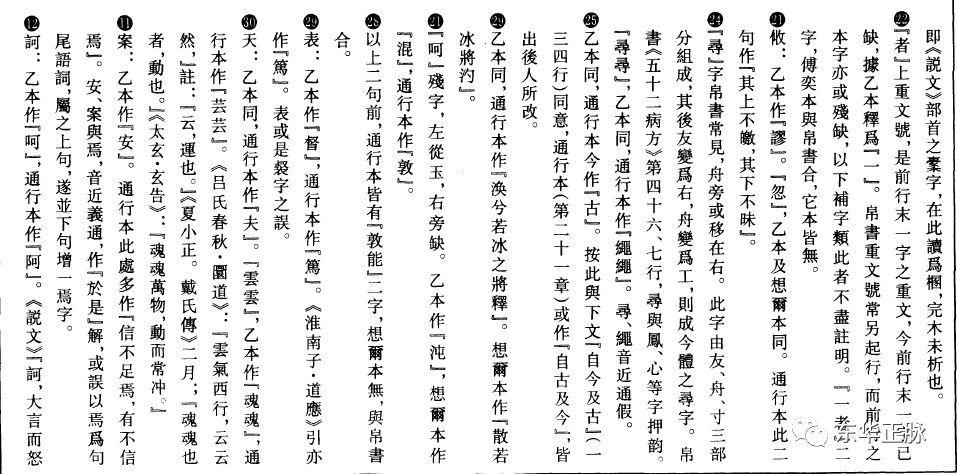 即《説文》部首之橐字，在此讀爲梱，完木未析也。
㉒『者』上重文號，是前行末一字之重文，今前行末一字已
缺，據乙本釋爲『一』。帛書重文號常另起行，而前行之
本字亦或殘缺，以下補字類此者不盡註明。『一者』二
字，傅奕本與帛書合，它本皆無。
㉑攸：乙本作『謬』。『忽』，乙本及想爾本同。通行本此二
句作『其上不皦，其下不昧』。
㉔『尋』字帛書常見，舟旁或移在右。此字由友、舟、寸三部
分組成，其後友變爲右，舟變爲工，則成今體之尋字。帛
書《五十二病方》第四十六、七行，尋與鳳、心等字押韵。
『尋尋』，乙本同，通行本作『繩繩』。尋、繩音近通假。
㉕乙本同，通行本今作『古』。按此與下文『自今及古』（一
三四行）同意，通行本（第二十一章）或作『自古及今』，皆
出後人所改。
㉖乙本同，通行本作『渙兮若冰之將釋』。想爾本作『散若
冰將汋』。
㉑『呵』殘字，左從玉，右旁缺。乙本作『沌』，想爾本作
『混』，通行本作『敦』。
㉘以上二句前，通行本皆有『敦能』二字，想爾本無，與帛書
合。
㉙表：乙本作『督』，通行本作『篤』。《淮南子·道應》引亦
作『篤』。表或是裻字之誤。
㉚天：乙本同，通行本作『夫』。『雲雲』，乙本作『魂魂』，通
行本作『芸芸』。《吕氏春秋·圜道》：『雲氣西行，云云
然』，註：『云，運也。』《夏小正。戴氏傳》二月：『魂魂也
者，動也。』《太玄·玄告》：『魂魂萬物，動而常冲。』
⑪案：乙本作『安』。通行本此處多作『信不足焉，有不信
焉』。安、案與焉，音近義通，作『於是』解，或誤以焉爲句
尾語詞，屬之上句，遂並下句增一焉字。
⑫訶：乙本作『呵』，通行本作『阿』。《説文》『訶，大言而怒
东华正脉